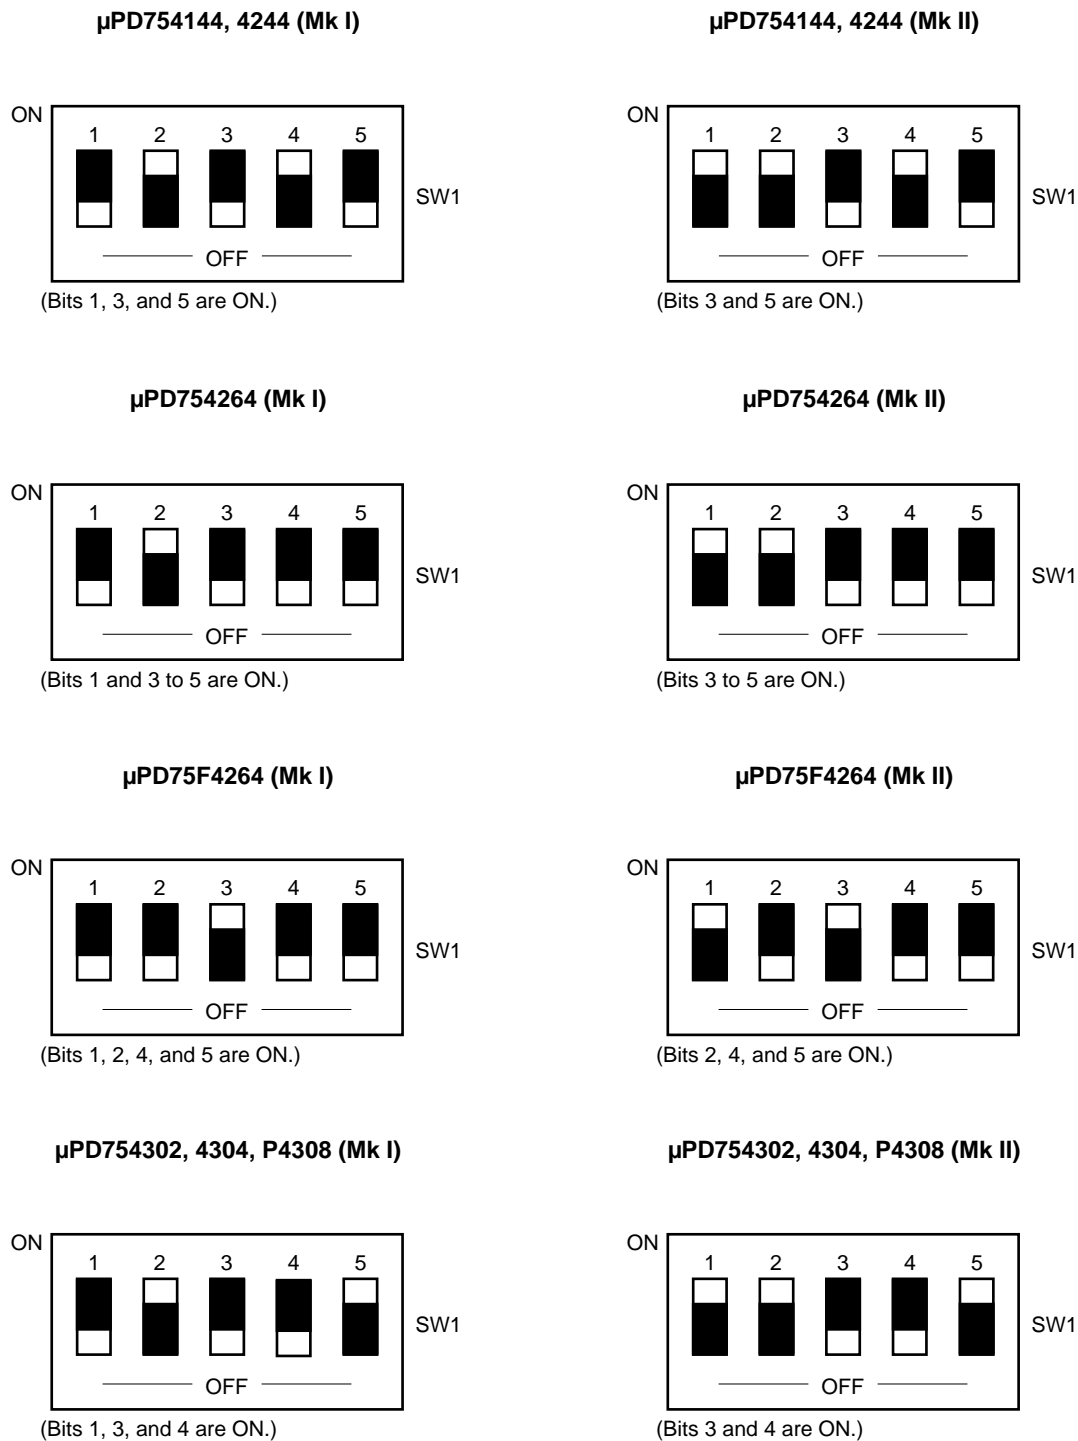 µPD754144, 4244 (Mk I)
µPD754144, 4244 (Mk II)
ON
1 2 3 4 5
SW1
OFF
(Bits 1, 3, and 5 are ON.)
ON
1 2 3 4 5
SW1
OFF
(Bits 3 and 5 are ON.)
µPD754264 (Mk I)
µPD754264 (Mk II)
ON
1 2 3 4 5
SW1
OFF
(Bits 1 and 3 to 5 are ON.)
ON
1 2 3 4 5
SW1
OFF
(Bits 3 to 5 are ON.)
µPD75F4264 (Mk I)
µPD75F4264 (Mk II)
ON
1 2 3 4 5
SW1
OFF
(Bits 1, 2, 4, and 5 are ON.)
ON
1 2 3 4 5
SW1
OFF
(Bits 2, 4, and 5 are ON.)
µPD754302, 4304, P4308 (Mk I)
µPD754302, 4304, P4308 (Mk II)
ON
1 2 3 4 5
SW1
OFF
(Bits 1, 3, and 4 are ON.)
ON
1 2 3 4 5
SW1
OFF
(Bits 3 and 4 are ON.)